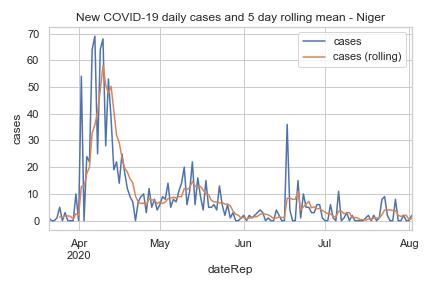 New COVID-19 daily cases and 5 day rolling mean - Niger
cases
cases (rolling)
70
60
50
40
30
20
10
0
cases
Apr
2020
May
Jun
Jul
Aug
dateRep